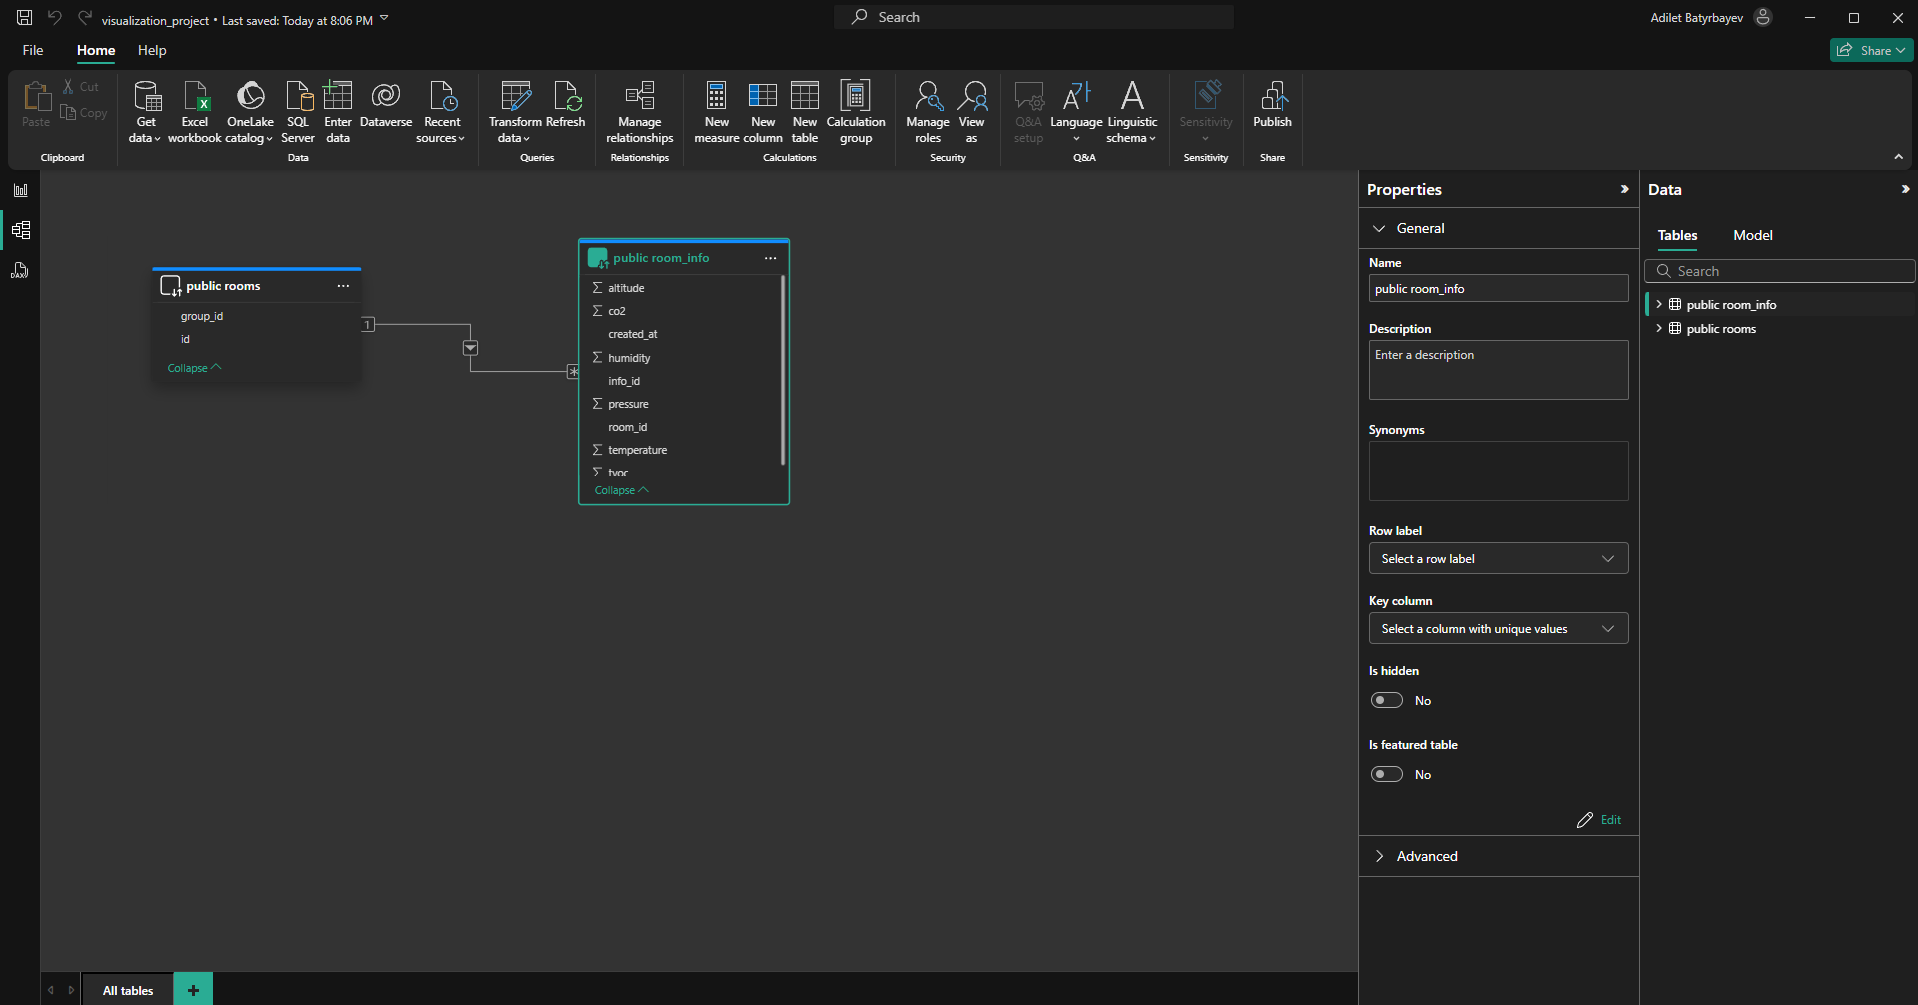 visualization_project • Last saved: Today at 8:06 PM
Search
Adilet Batyrbayev
File
Home
Help
Share
Paste
Cut
Copy
Clipboard
Get data
Excel workbook
OneLake catalog
SQL Server
Enter data
Dataverse
Recent sources
Data
Transform data
Refresh
Queries
Manage relationships
Relationships
New measure
New column
New table
Calculation group
Calculations
Manage roles
View as
Security
Q&A setup
Language
Linguistic schema
Q&A
Sensitivity
Sensitivity
Publish
Share
DAX
public rooms
group_id
id
Collapse
1
*
public room_info
altitude
co2
created_at
humidity
info_id
pressure
room_id
temperature
tvoc
Collapse
Properties
General
Name
public room_info
Description
Enter a description
Synonyms
Row label
Select a row label
Key column
Select a column with unique values
Is hidden
No
Is featured table
No
Edit
Advanced
Data
Tables
Model
Search
public room_info
public rooms
All tables